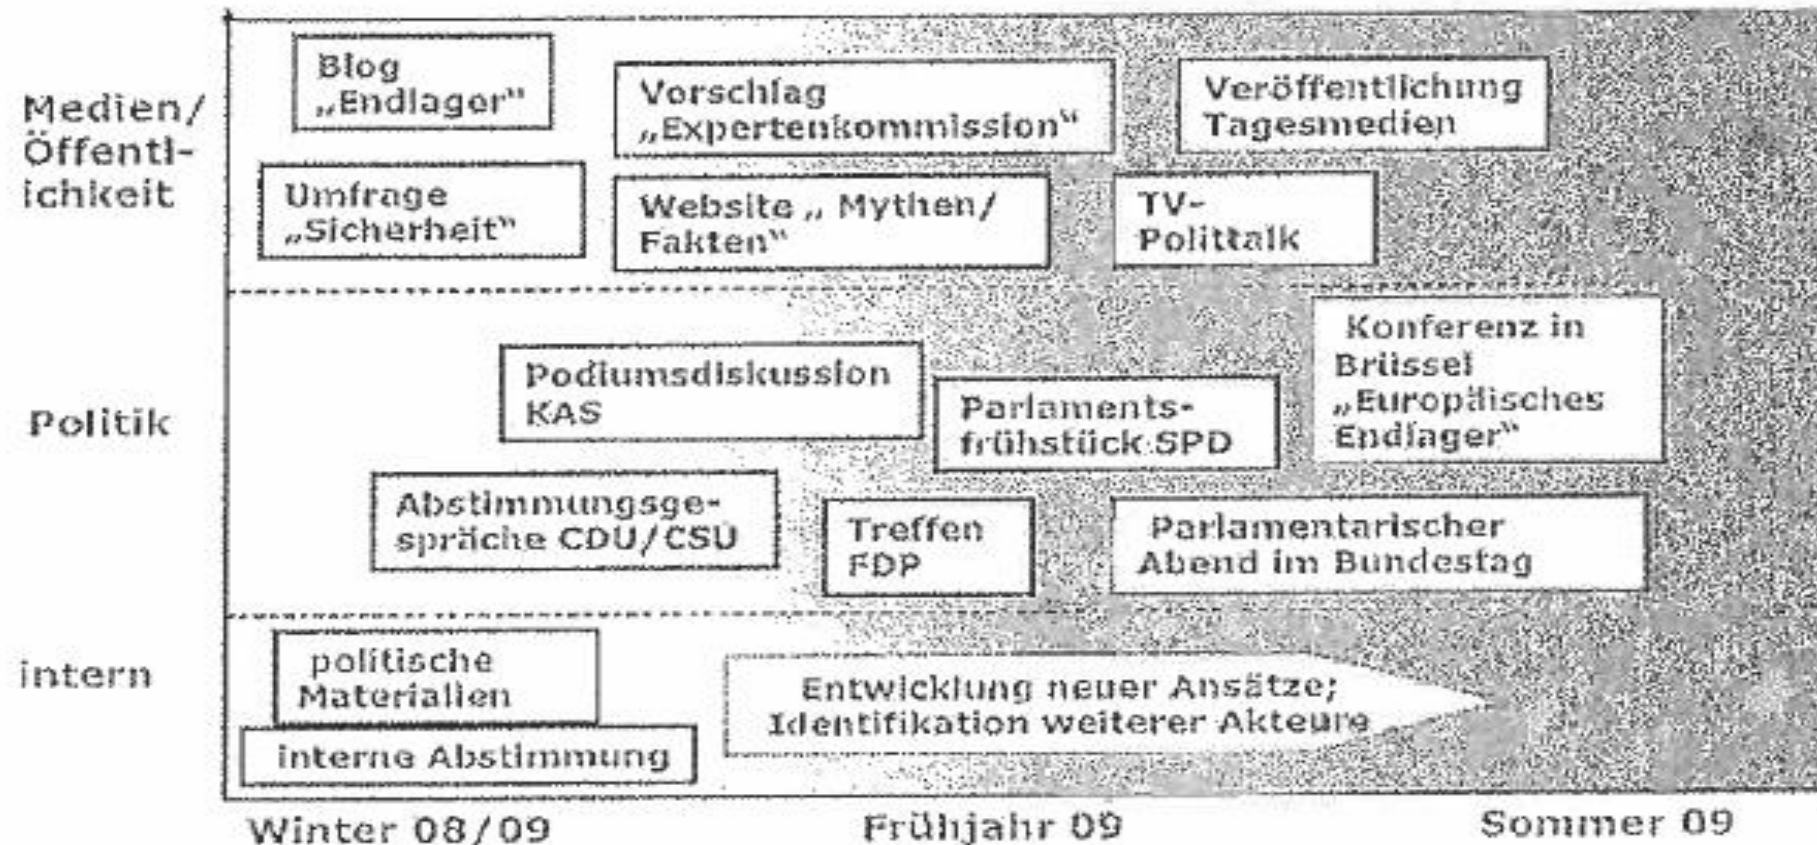 Medien/
Öffentl-
ichkeit
Blog
„Endlager“
Vorschlag
„Expertenkommission“
Veröffentlichung
Tagesmedien
Umfrage
„Sicherheit“
Website „ Mythen/
Fakten“
TV-
Polittalk
Politik
Podiumsdiskussion
KAS
Parlaments-
frühstück SPD
Konferenz in
Brüssel
„Europäisches
Endlager“
Abstimmungsge-
spräche CDU/CSU
Treffen
FDP
Parlamentarischer
Abend im Bundestag
intern
politische
Materialien
interne Abstimmung
Entwicklung neuer Ansätze;
Identifikation weiterer Akteure
Winter 08/09
Frühjahr 09
Sommer 09